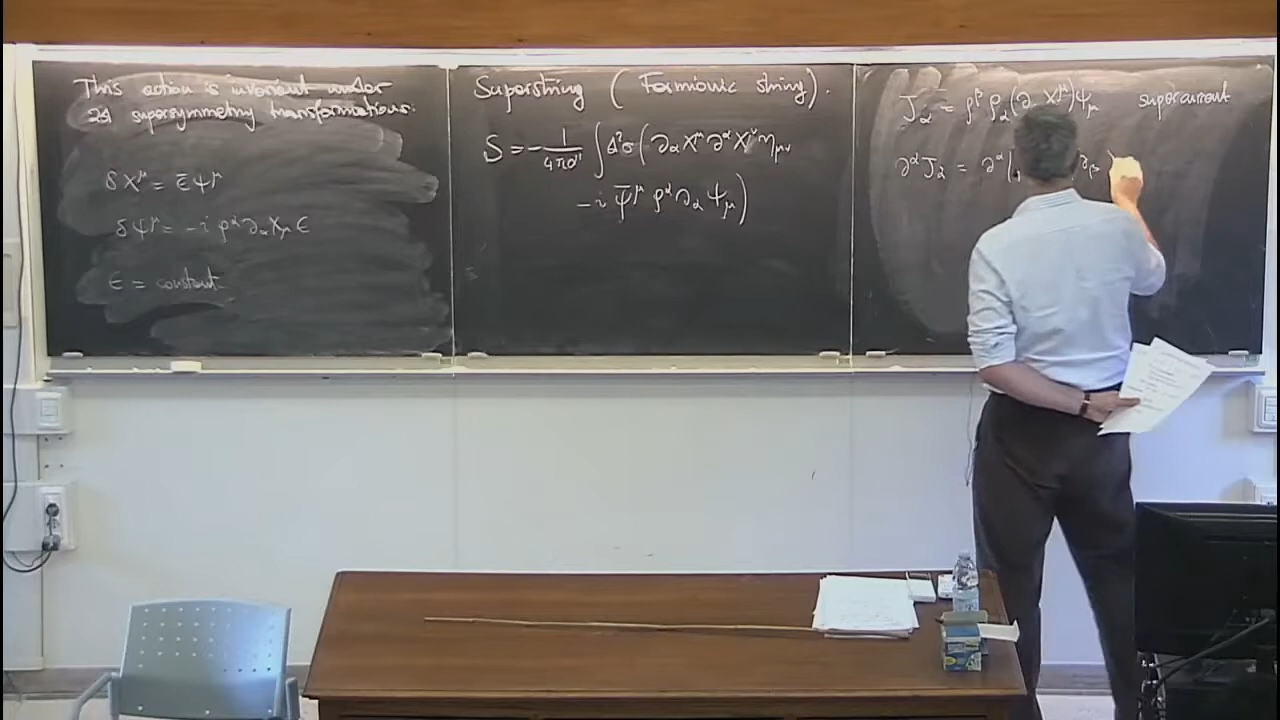 This action is invariant under
2d supersymmetry transformations:
δX^μ = ε̄ ψ^μ
δψ^μ = -i ρ^α ∂_α X_μ ε
ε = constant
Superstring ( Fermionic string ).
S = - 1/(4πα') ∫ d²σ ( ∂_α X^μ ∂^α X^ν η_μν
- i ψ̄^μ ρ^α ∂_α ψ_μ )
J_α = ρ^β ρ_α (∂ X^μ) ψ_μ supercurrent
∂^α J_α = ∂^α ( ∂_β